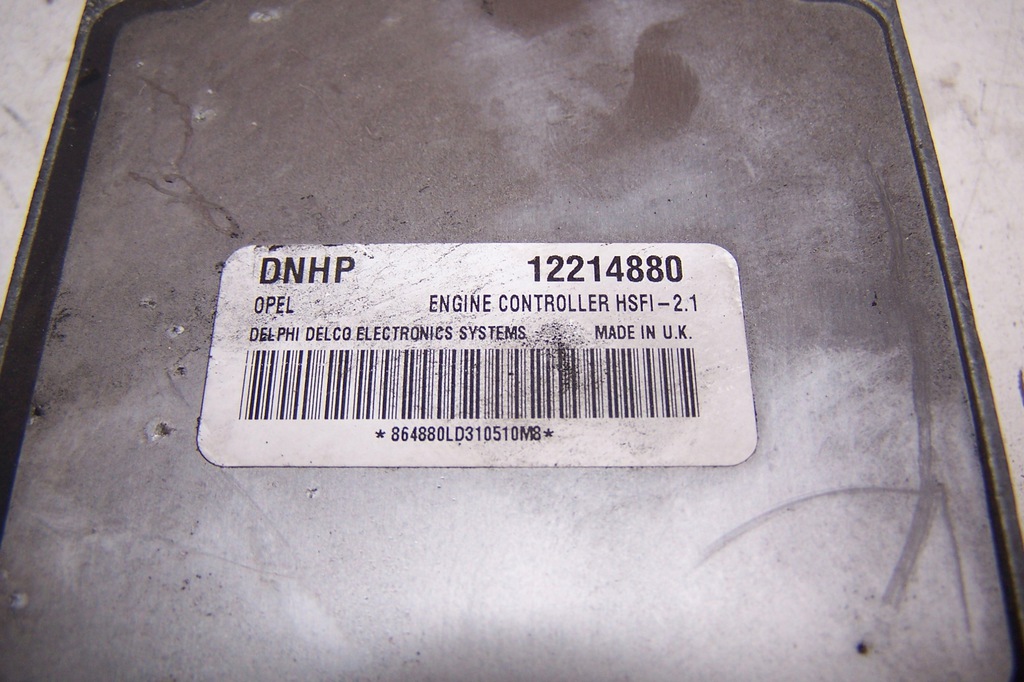 DNHP 12214880
OPEL ENGINE CONTROLLER HSFI-2.1
DELPHI DELCO ELECTRONICS SYSTEMS MADE IN U.K.
*864880LD310510M8*